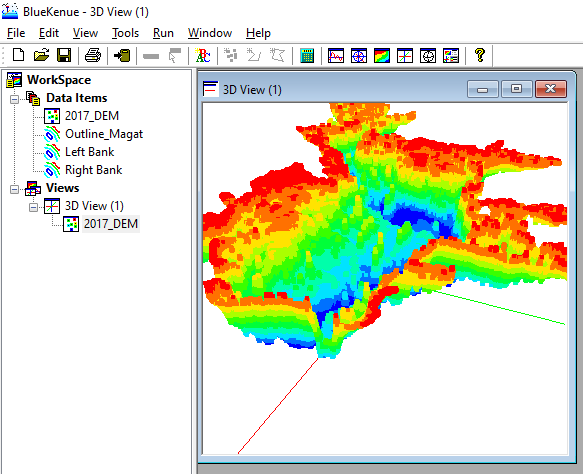 BlueKenue - 3D View (1)
File Edit View Tools Run Window Help
WorkSpace
Data Items
2017_DEM
Outline_Magat
Left Bank
Right Bank
Views
3D View (1)
2017_DEM
3D View (1)